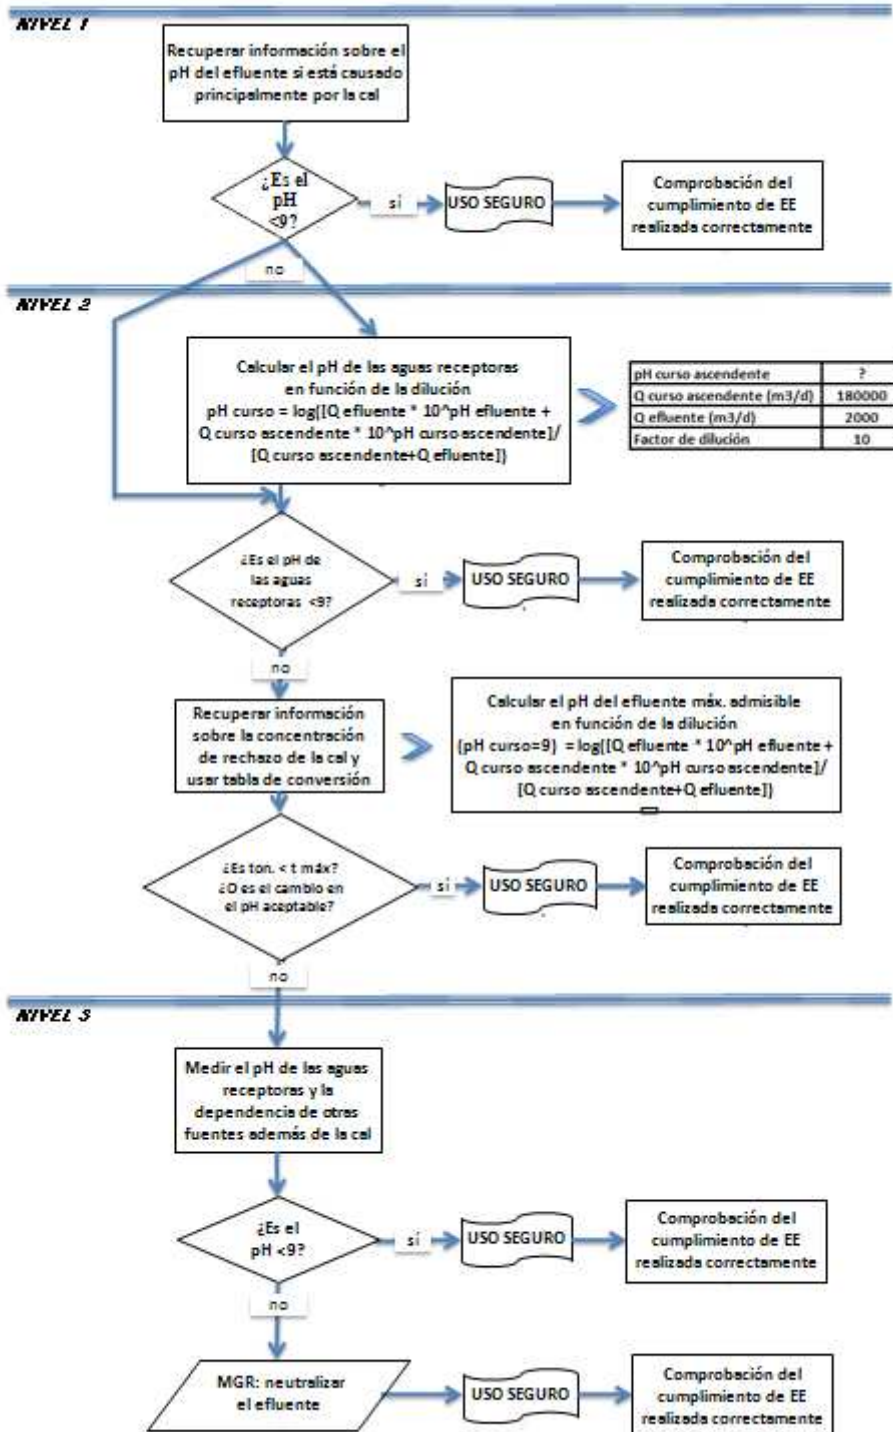 NIVEL 1
Recuperar información sobre el
pH del efluente si está causado
principalmente por la cal
¿Es el
pH
<9?
sí
USO SEGURO
Comprobación del
cumplimiento de EE
realizada correctamente
no
NIVEL 2
Calcular el pH de las aguas receptoras
en función de la dilución
pH curso = log([Q efluente * 10^pH efluente +
Q curso ascendente * 10^pH curso ascendente]/
[Q curso ascendente+Q efluente])
pH curso ascendente ?
Q curso ascendente (m3/d) 180000
Q efluente (m3/d) 2000
Factor de dilución 10
¿Es el pH de
las aguas
receptoras <9?
sí
USO SEGURO
Comprobación del
cumplimiento de EE
realizada correctamente
no
Recuperar información
sobre la concentración
de rechazo de la cal y
usar tabla de conversión
Calcular el pH del efluente máx. admisible
en función de la dilución
(pH curso=9) = log([Q efluente * 10^pH efluente +
Q curso ascendente * 10^pH curso ascendente]/
[Q curso ascendente+Q efluente])
¿Es ton. < t máx?
¿O es el cambio en
el pH aceptable?
sí
USO SEGURO
Comprobación del
cumplimiento de EE
realizada correctamente
no
NIVEL 3
Medir el pH de las aguas
receptoras y la
dependencia de otras
fuentes además de la cal
¿Es el
pH <9?
sí
USO SEGURO
Comprobación del
cumplimiento de EE
realizada correctamente
no
MGR: neutralizar
el efluente
USO SEGURO
Comprobación del
cumplimiento de EE
realizada correctamente